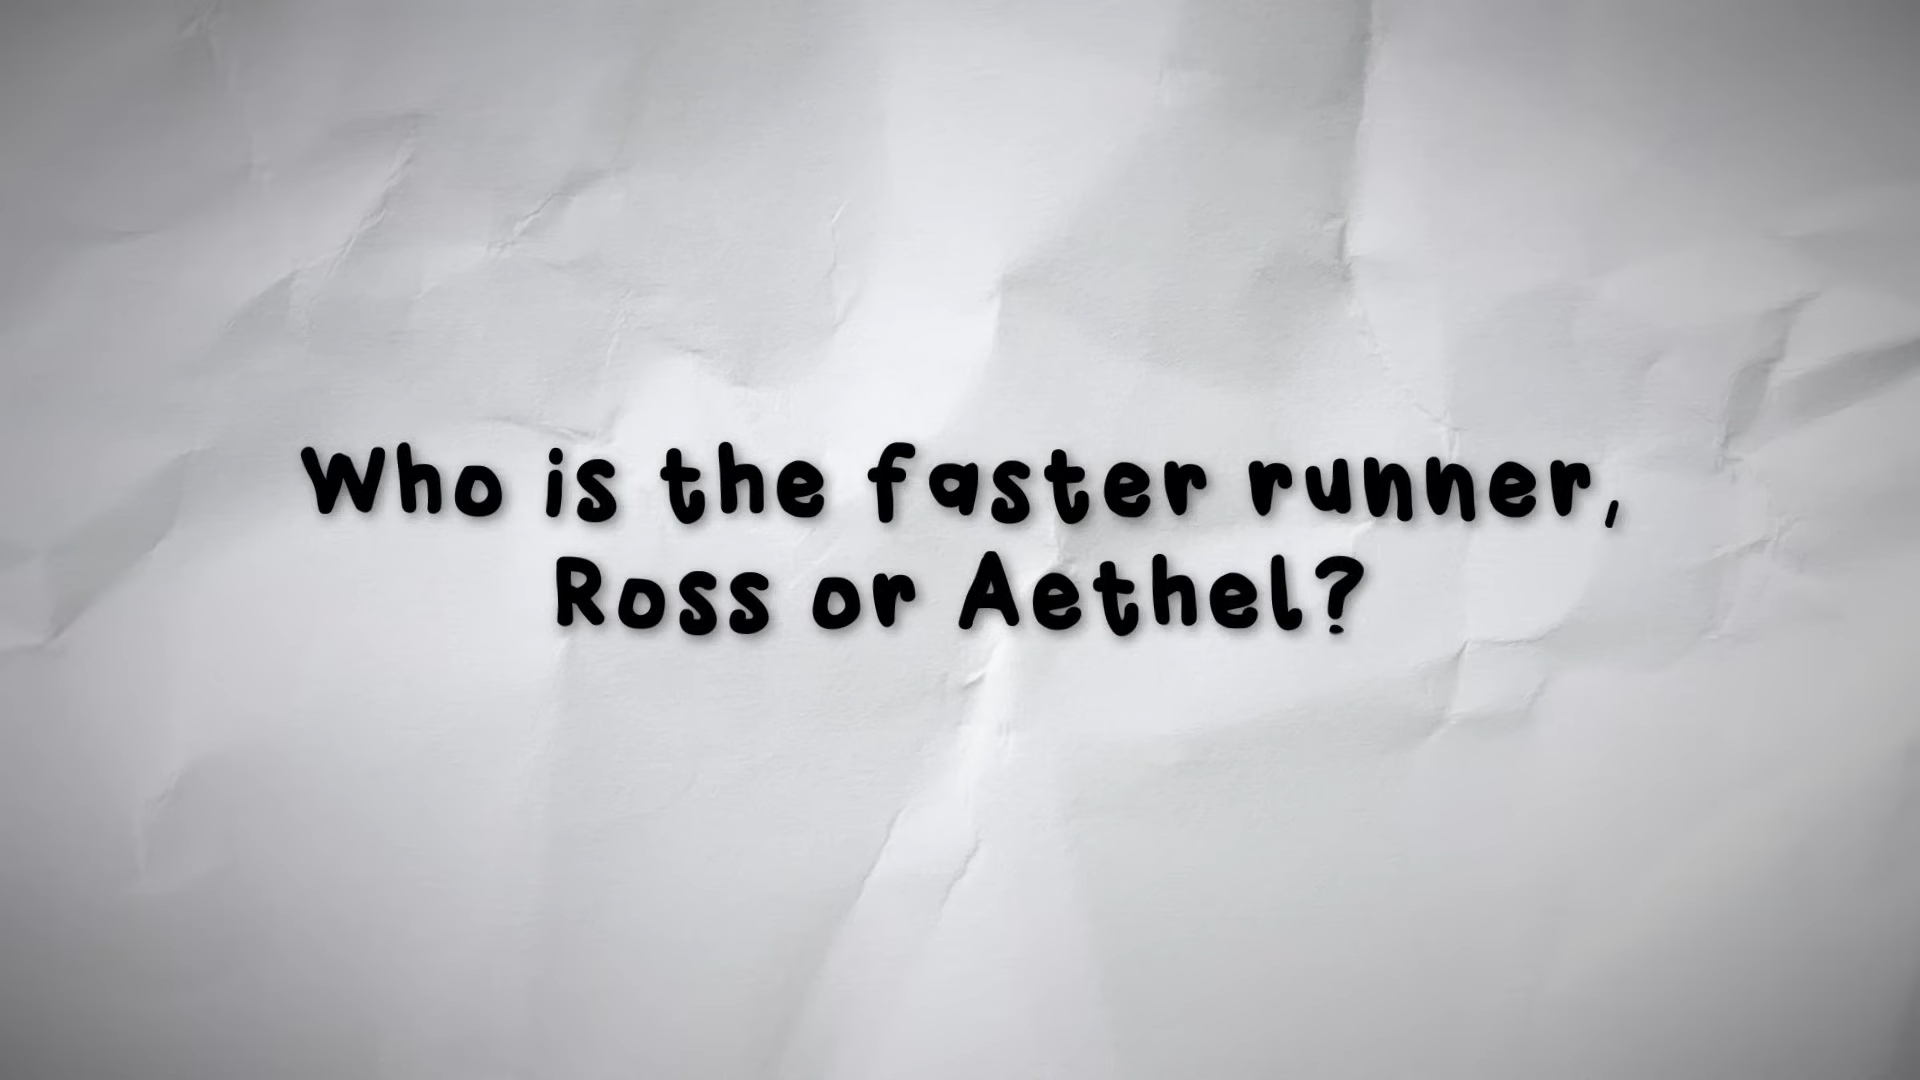 Who is the faster runner,
Ross or Aethel?